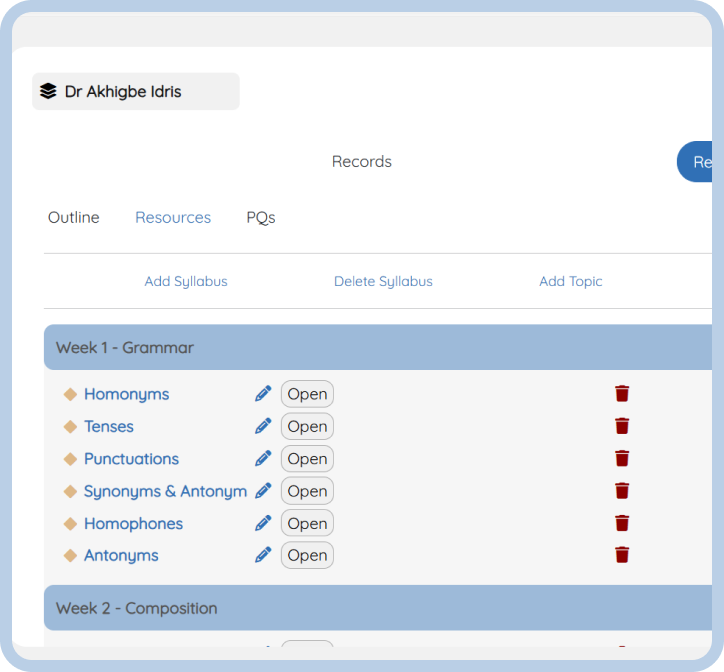 Dr Akhigbe Idris
Records
Re
Outline Resources PQs
Add Syllabus Delete Syllabus Add Topic
Week 1 - Grammar
Homonyms Open
Tenses Open
Punctuations Open
Synonyms & Antonym Open
Homophones Open
Antonyms Open
Week 2 - Composition